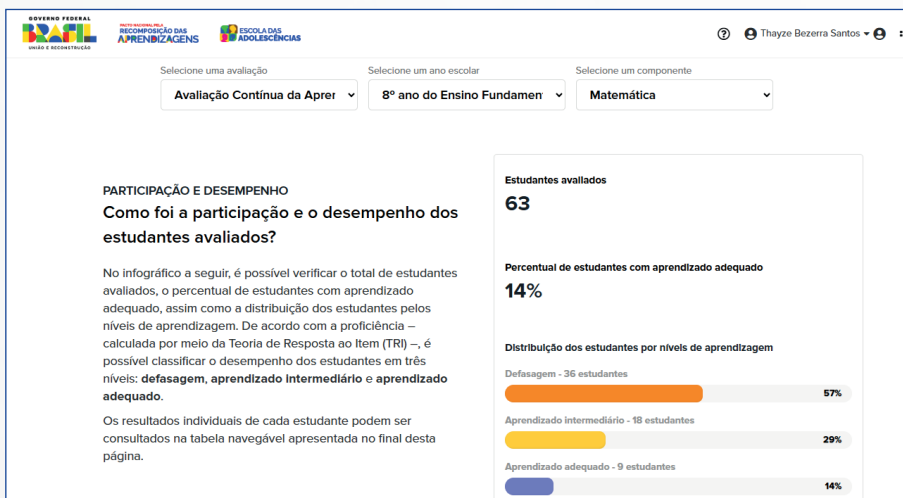 GOVERNO FEDERAL
BRASIL
UNIÃO E RECONSTRUÇÃO
PACTO NACIONAL PELA
RECOMPOSIÇÃO DAS
APRENDIZAGENS
ESCOLA DAS
ADOLESCÊNCIAS
Thayze Bezerra Santos
Selecione uma avaliação
Selecione um ano escolar
Selecione um componente
Avaliação Contínua da Apren
8º ano do Ensino Fundamen
Matemática
PARTICIPAÇÃO E DESEMPENHO
Como foi a participação e o desempenho dos
estudantes avaliados?
No infográfico a seguir, é possível verificar o total de estudantes
avaliados, o percentual de estudantes com aprendizado
adequado, assim como a distribuição dos estudantes pelos
níveis de aprendizagem. De acordo com a proficiência –
calculada por meio da Teoria de Resposta ao Item (TRI) –, é
possível classificar o desempenho dos estudantes em três
níveis: defasagem, aprendizado intermediário e aprendizado
adequado.
Os resultados individuais de cada estudante podem ser
consultados na tabela navegável apresentada no final desta
página.
Estudantes avaliados
63
Percentual de estudantes com aprendizado adequado
14%
Distribuição dos estudantes por níveis de aprendizagem
Defasagem - 36 estudantes
57%
Aprendizado intermediário - 18 estudantes
29%
Aprendizado adequado - 9 estudantes
14%